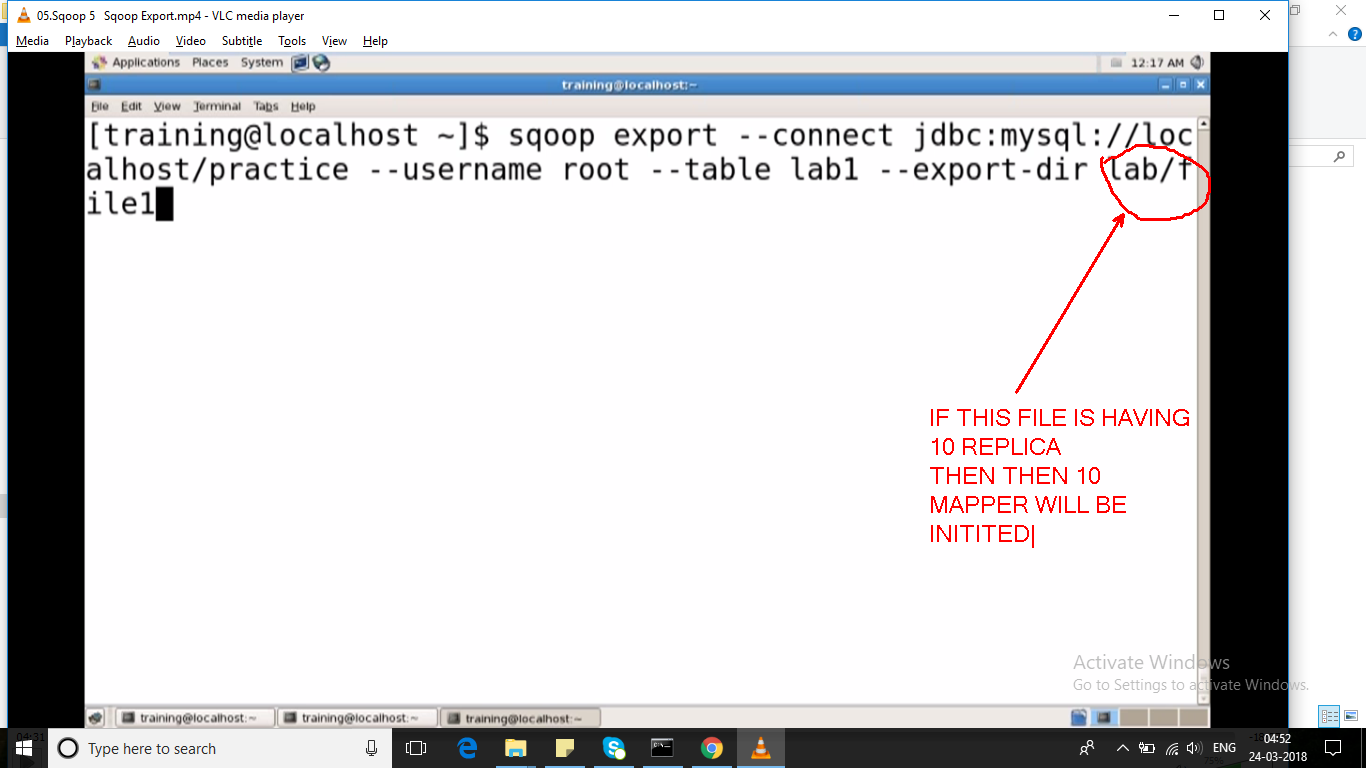 05.Sqoop 5   Sqoop Export.mp4 - VLC media player
Media Playback Audio Video Subtitle Tools View Help
Applications Places System 12:17 AM
training@localhost:~
File Edit View Terminal Tabs Help
[training@localhost ~]$ sqoop export --connect jdbc:mysql://loc
alhost/practice --username root --table lab1 --export-dir lab/f
ile1
IF THIS FILE IS HAVING
10 REPLICA
THEN THEN 10
MAPPER WILL BE
INITITED
Activate Windows
Go to Settings to activate Windows.
training@localhost:~ training@localhost:~ training@localhost:~
Type here to search
ENG
04:52
24-03-2018